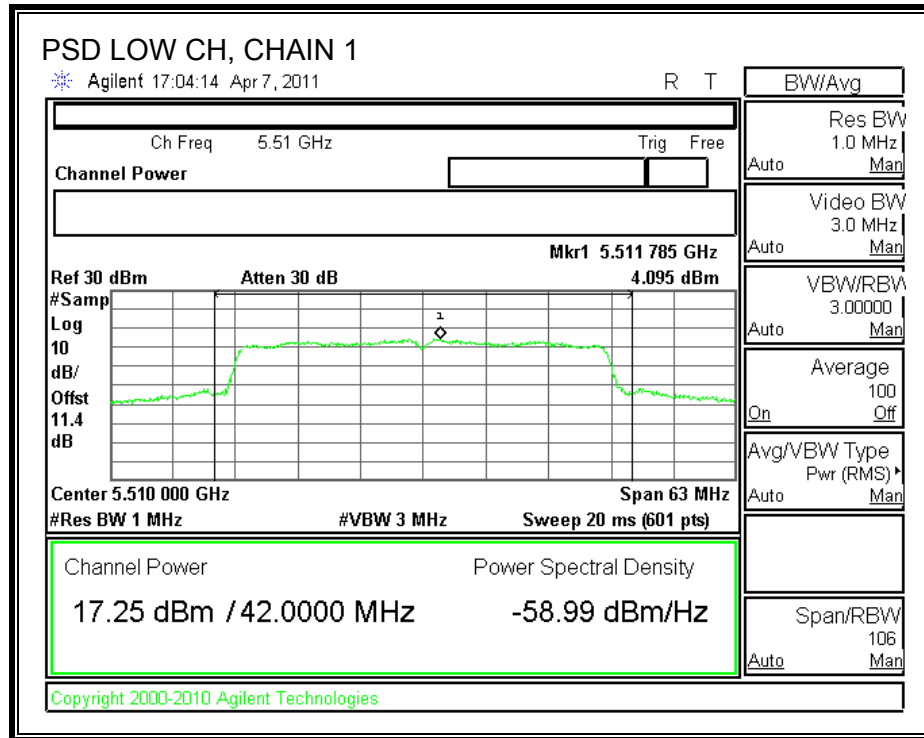 PSD LOW CH, CHAIN 1
Agilent 17:04:14 Apr 7, 2011 R T
Ch Freq 5.51 GHz Trig Free
Channel Power
Mkr1 5.511 785 GHz
Ref 30 dBm Atten 30 dB 4.095 dBm
#Samp
Log
10
dB/
Offst
11.4
dB
1
Center 5.510 000 GHz Span 63 MHz
#Res BW 1 MHz #VBW 3 MHz Sweep 20 ms (601 pts)
Channel Power Power Spectral Density
17.25 dBm / 42.0000 MHz -58.99 dBm/Hz
Copyright 2000-2010 Agilent Technologies
BW/Avg
Res BW
1.0 MHz
Auto Man
Video BW
3.0 MHz
Auto Man
VBW/RBW
3.00000
Auto Man
Average
100
On Off
Avg/VBW Type
Pwr (RMS)
Auto Man
Span/RBW
106
Auto Man